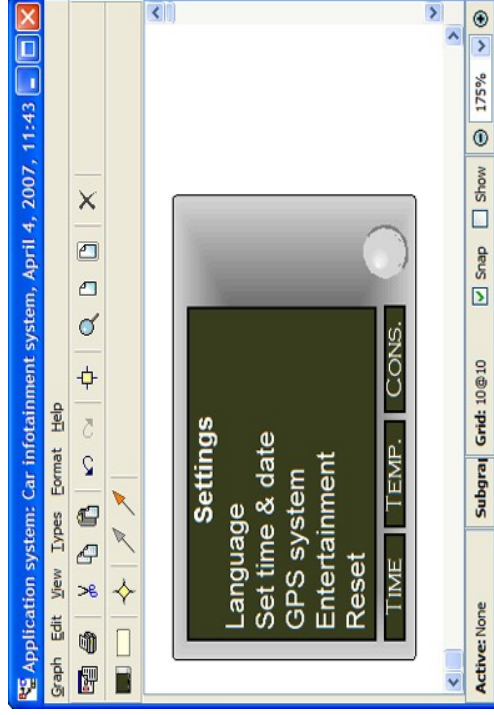 Application system: Car infotainment system, April 4, 2007, 11:43
Graph Edit View Types Format Help
Settings
Language
Set time & date
GPS system
Entertainment
Reset
TIME TEMP. CONS.
Active: None Subgrap Grid: 10@10 Snap Show 175%